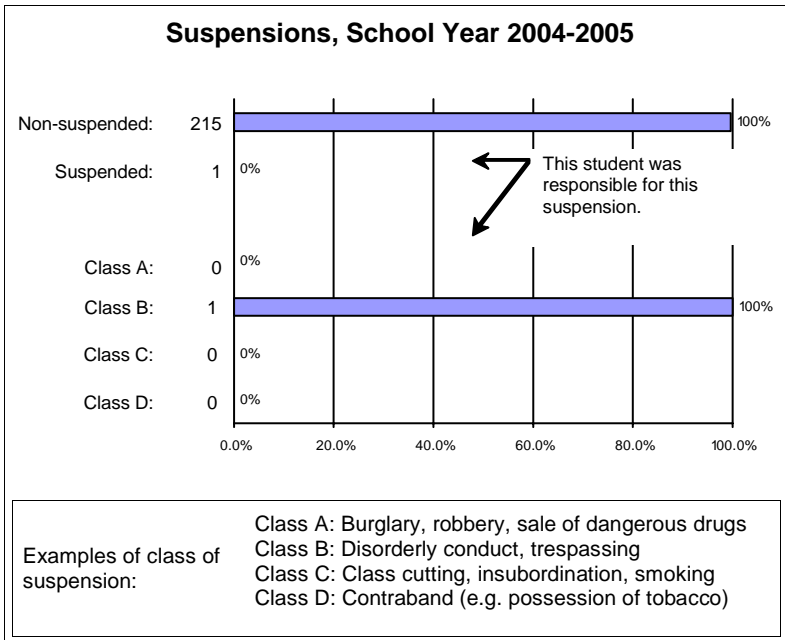 Suspensions, School Year 2004-2005
Non-suspended: 215 100%
Suspended: 1 0%
This student was
responsible for this
suspension.
Class A: 0 0%
Class B: 1 100%
Class C: 0 0%
Class D: 0 0%
0.0% 20.0% 40.0% 60.0% 80.0% 100.0%
Examples of class of
suspension:
Class A: Burglary, robbery, sale of dangerous drugs
Class B: Disorderly conduct, trespassing
Class C: Class cutting, insubordination, smoking
Class D: Contraband (e.g. possession of tobacco)